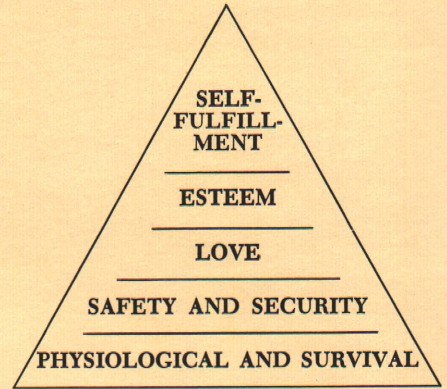 SELF-
FULFILL-
MENT
ESTEEM
LOVE
SAFETY AND SECURITY
PHYSIOLOGICAL AND SURVIVAL